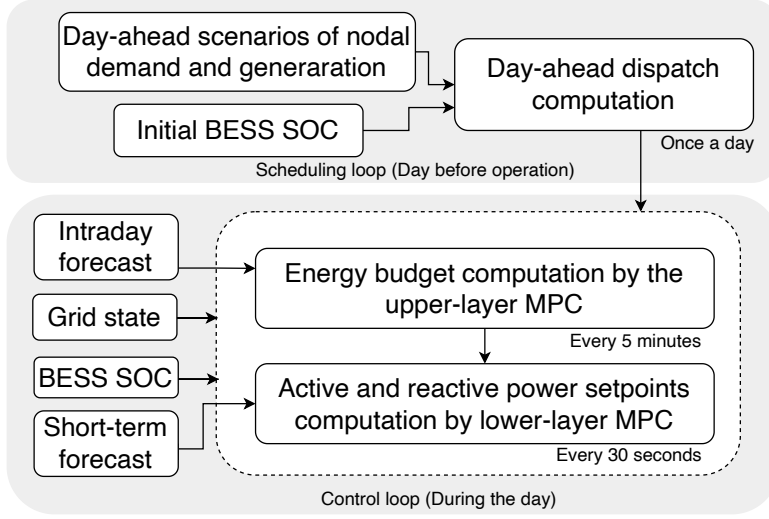 Day-ahead scenarios of nodal
demand and generaration
Initial BESS SOC
Day-ahead dispatch
computation
Once a day
Scheduling loop (Day before operation)
Intraday
forecast
Grid state
BESS SOC
Short-term
forecast
Energy budget computation by the
upper-layer MPC
Every 5 minutes
Active and reactive power setpoints
computation by lower-layer MPC
Every 30 seconds
Control loop (During the day)